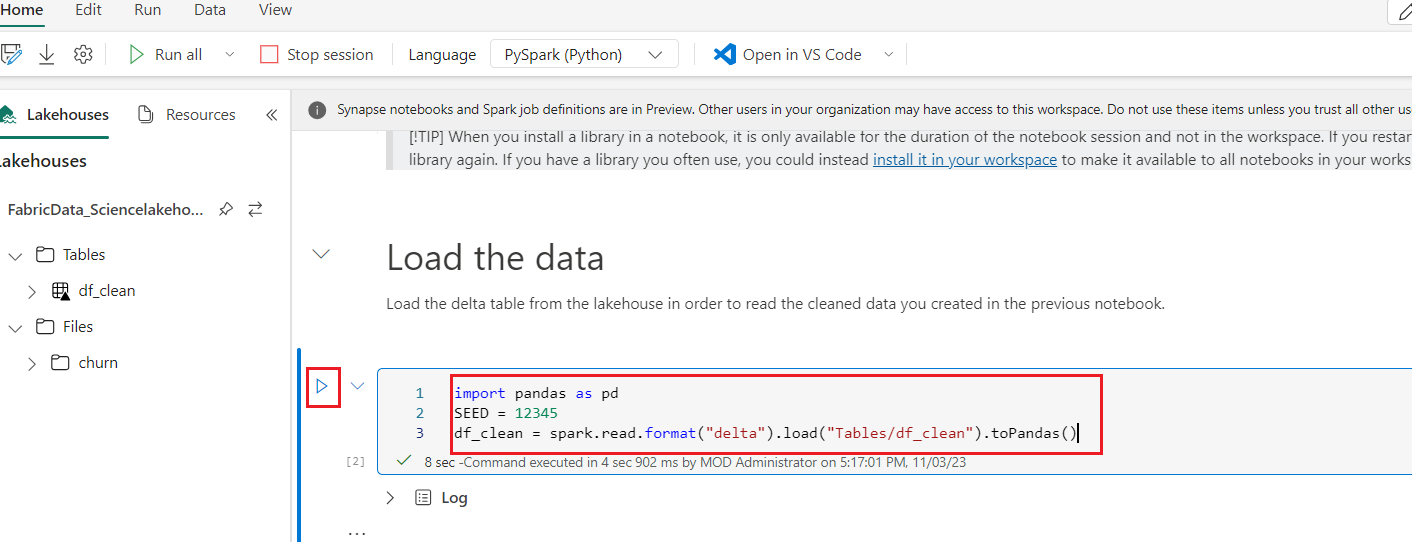 Home Edit Run Data View
Run all Stop session Language PySpark (Python) Open in VS Code
Lakehouses Resources
Lakehouses
FabricData_Sciencelakeho...
Tables
df_clean
Files
churn
Synapse notebooks and Spark job definitions are in Preview. Other users in your organization may have access to this workspace. Do not use these items unless you trust all other
[!TIP] When you install a library in a notebook, it is only available for the duration of the notebook session and not in the workspace. If you
library again. If you have a library you often use, you could instead install it in your workspace to make it available to all notebooks in your
Load the data
Load the delta table from the lakehouse in order to read the cleaned data you created in the previous notebook.
1 import pandas as pd
2 SEED = 12345
3 df_clean = spark.read.format("delta").load("Tables/df_clean").toPandas()
[2] 8 sec -Command executed in 4 sec 902 ms by MOD Administrator on 5:17:01 PM, 11/03/23
Log
...